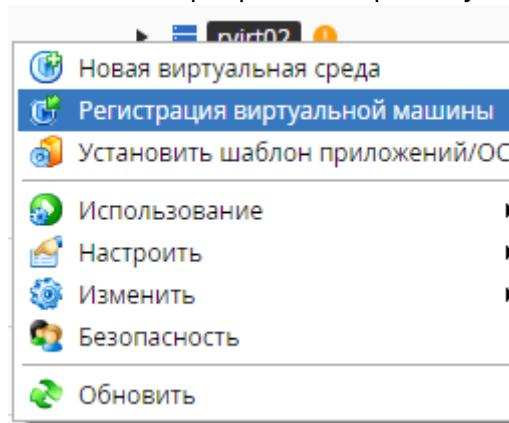 rvirt02
Новая виртуальная среда
Регистрация виртуальной машины
Установить шаблон приложений/ОС
Использование
Настроить
Изменить
Безопасность
Обновить